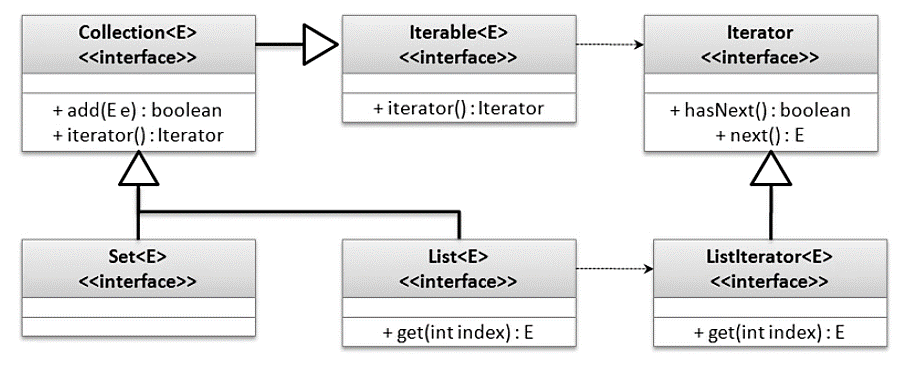 Collection<E>
<<interface>>
+ add(E e) : boolean
+ iterator() : Iterator
Iterable<E>
<<interface>>
+ iterator() : Iterator
Iterator
<<interface>>
+ hasNext() : boolean
+ next() : E
Set<E>
<<interface>>
List<E>
<<interface>>
+ get(int index) : E
ListIterator<E>
<<interface>>
+ get(int index) : E